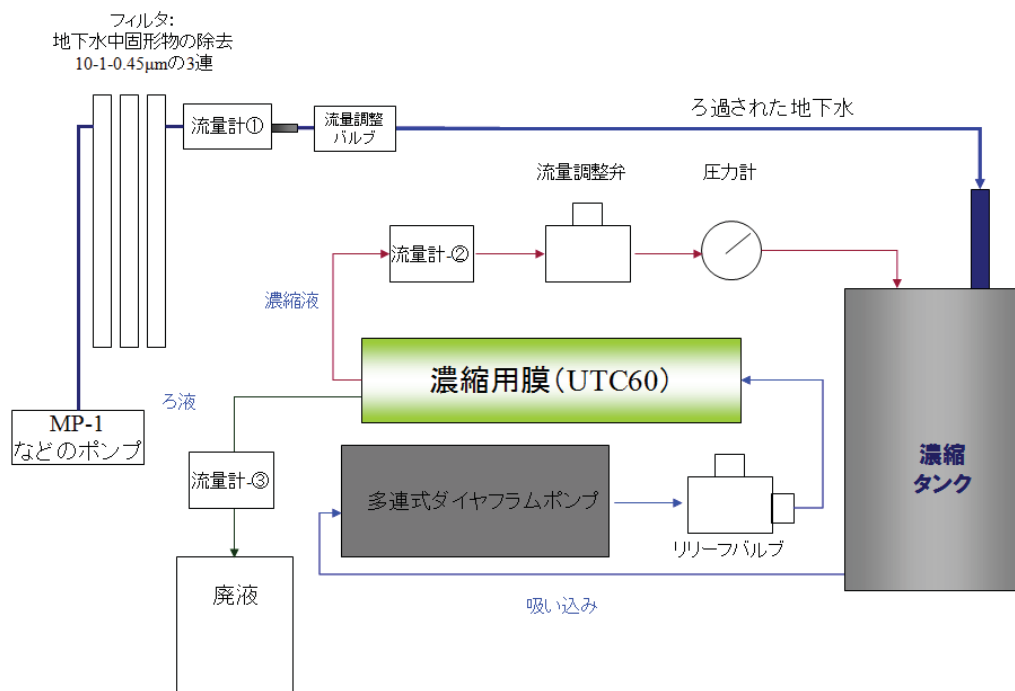 フィルタ:
地下水中固形物の除去
10-1-0.45μmの3連
流量計①
流量調整
バルブ
ろ過された地下水
流量調整弁
圧力計
流量計-②
濃縮液
濃縮用膜(UTC60)
ろ液
MP-1
などのポンプ
流量計-③
多連式ダイヤフラムポンプ
リリーフバルブ
濃縮
タンク
廃液
吸い込み